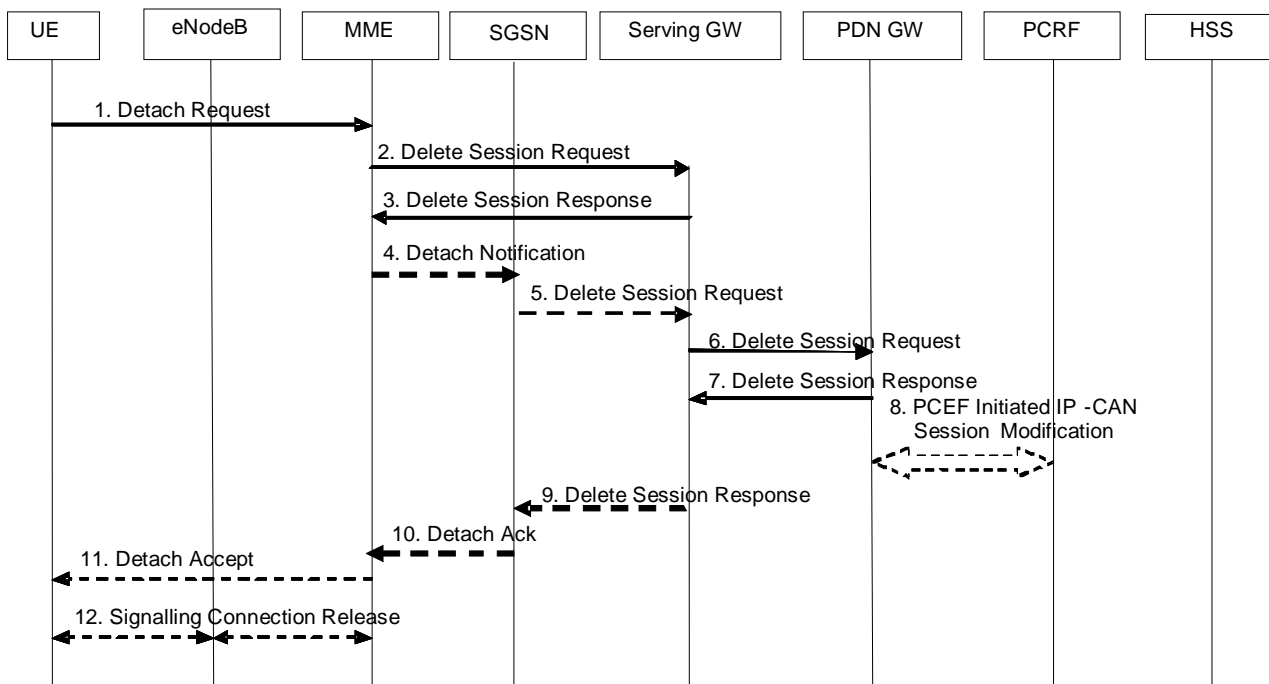 UE
eNodeB
MME
SGSN
Serving GW
PDN GW
PCRF
HSS
1. Detach Request
2. Delete Session Request
3. Delete Session Response
4. Detach Notification
5. Delete Session Request
6. Delete Session Request
7. Delete Session Response
8. PCEF Initiated IP -CAN
Session Modification
9. Delete Session Response
10. Detach Ack
11. Detach Accept
12. Signalling Connection Release